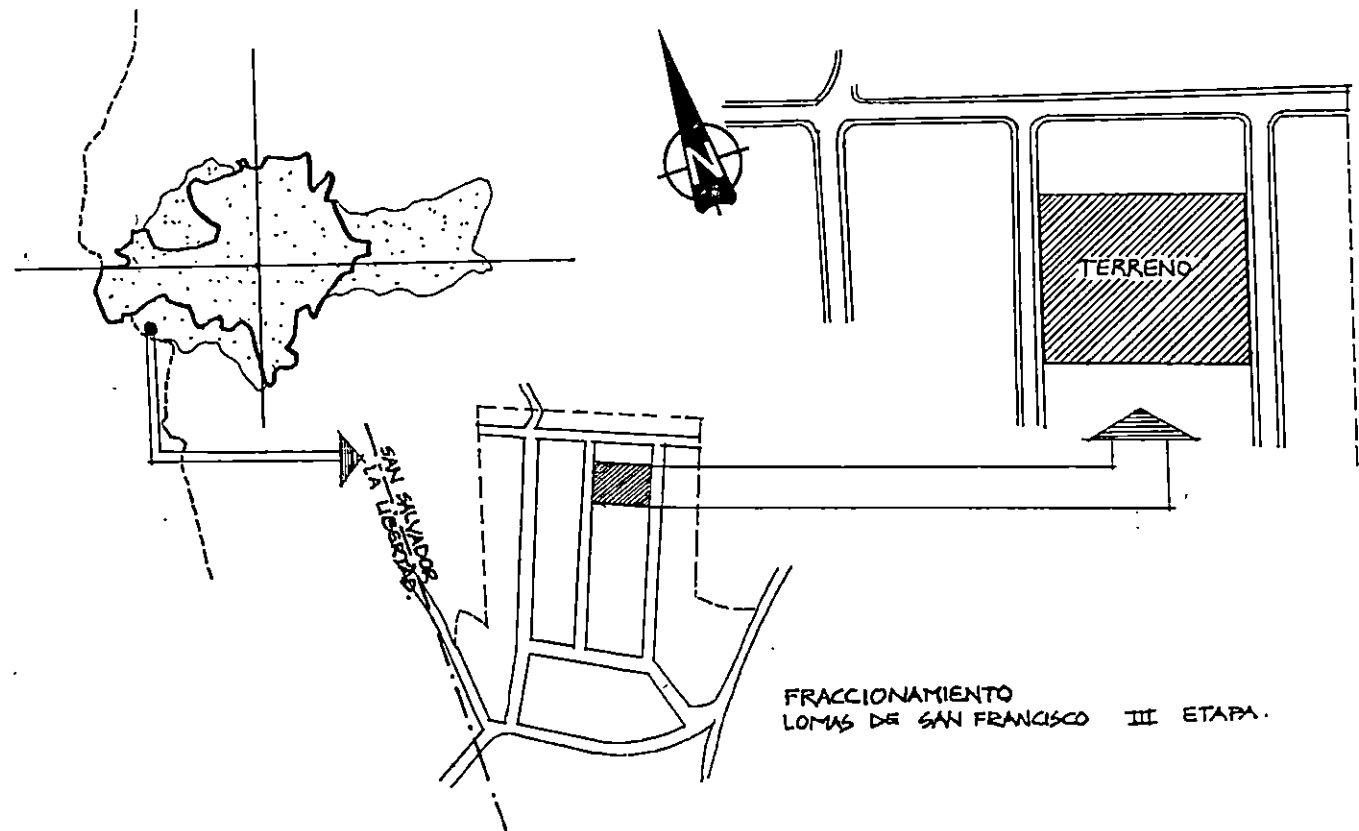 N
TERRENO
SAN SALVADOR
LA LIBERTAD.
FRACCIONAMIENTO
LOMAS DE SAN FRANCISCO III ETAPA.